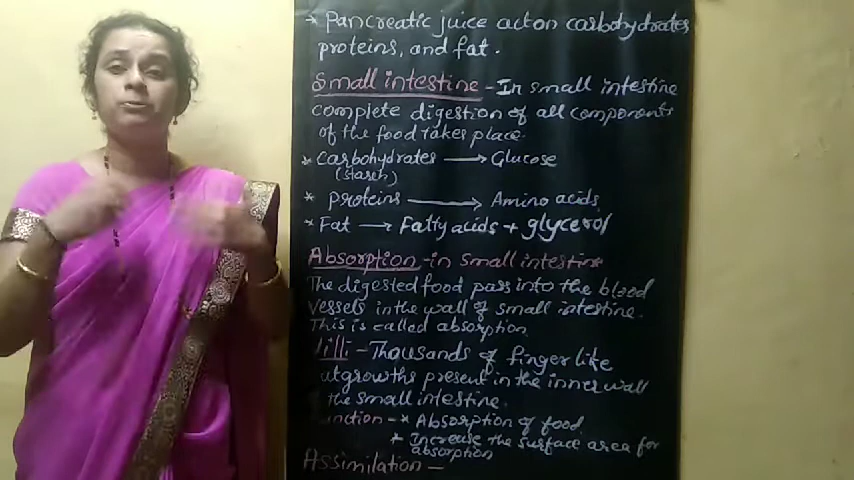 * Pancreatic juice act on carbohydrates
proteins, and fat.
Small intestine - In small intestine
complete digestion of all components
of the food takes place.
* carbohydrates → Glucose
(starch)
* proteins → Amino acids
* Fat → Fatty acids + glycerol
Absorption - in small intestine
The digested food pass into the blood
vessels in the wall of small intestine.
This is called absorption
Villi - Thousands of finger like
outgrowths present in the inner wall
of the small intestine.
Function - * Absorption of food.
* Increase the surface area for
absorption
Assimilation -